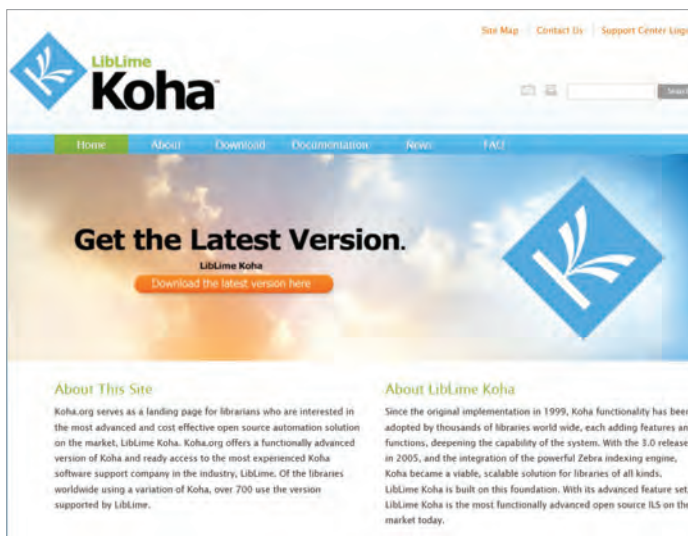 Site Map Contact Us Support Center Login
LibLime
Koha™
Search
Home About Download Documentation News FAQ
Get the Latest Version.
LibLime Koha
Download the latest version here
About This Site
Koha.org serves as a landing page for librarians who are interested in
the most advanced and cost effective open source automation solution
on the market, LibLime Koha. Koha.org offers a functionally advanced
version of Koha and ready access to the most experienced Koha
software support company in the industry, LibLime. Of the libraries
worldwide using a variation of Koha, over 700 use the version
supported by LibLime.
About LibLime Koha
Since the original implementation in 1999, Koha functionality has been
adopted by thousands of libraries world wide, each adding features an
functions, deepening the capability of the system. With the 3.0 release
in 2005, and the integration of the powerful Zebra indexing engine,
Koha became a viable, scalable solution for libraries of all kinds.
LibLime Koha is built on this foundation. With its advanced feature set,
LibLime Koha is the most functionally advanced open source ILS on the
market today.